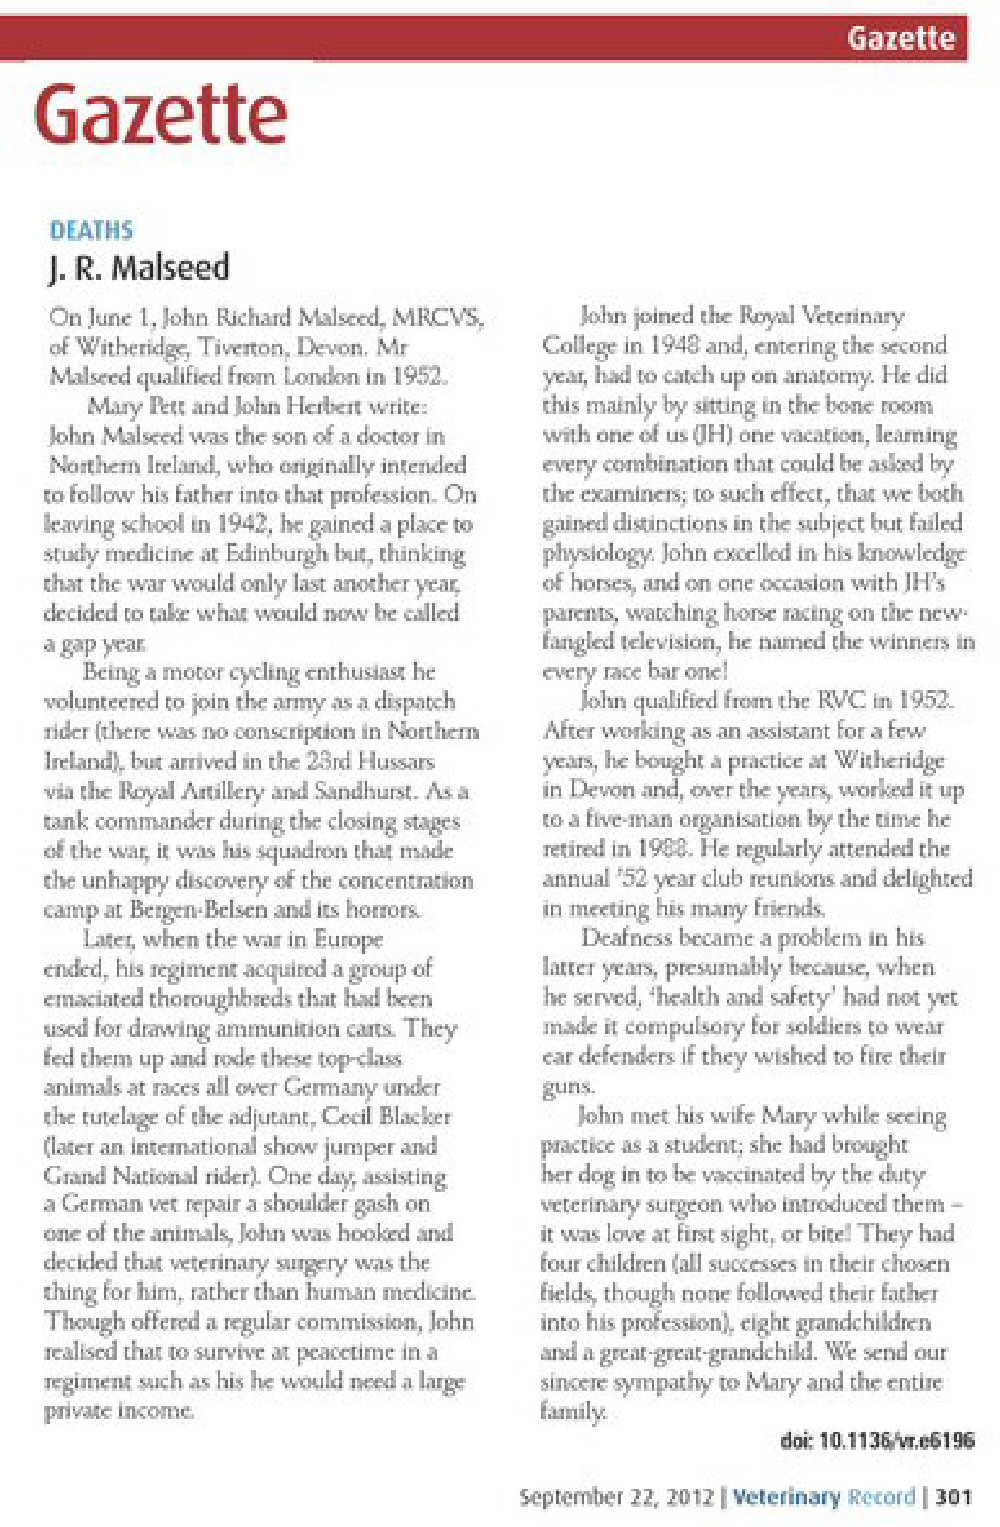 Gazette
Gazette
DEATHS
J. R. Malseed
On June 1, John Richard Malseed, MRCVS,
of Witheridge, Tiverton, Devon. Mr
Malseed qualified from London in 1952.
Mary Pett and John Herbert write:
John Malseed was the son of a doctor in
Northern Ireland, who originally intended
to follow his father into that profession. On
leaving school in 1942, he gained a place to
study medicine at Edinburgh but, thinking
that the war would only last another year,
decided to take what would now be called
a gap year.
Being a motor cycling enthusiast he
volunteered to join the army as a dispatch
rider (there was no conscription in Northern
Ireland), but arrived in the 23rd Hussars
via the Royal Artillery and Sandhurst. As a
tank commander during the closing stages
of the war, it was his squadron that made
the unhappy discovery of the concentration
camp at Bergen-Belsen and its horrors.
Later, when the war in Europe
ended, his regiment acquired a group of
emaciated thoroughbreds that had been
used for drawing ammunition carts. They
fed them up and rode these top-class
animals at races all over Germany under
the tutelage of the adjutant, Cecil Blacker
(later an international show jumper and
Grand National rider). One day, assisting
a German vet repair a shoulder gash on
one of the animals, John was hooked and
decided that veterinary surgery was the
thing for him, rather than human medicine.
Though offered a regular commission, John
realised that to survive at peacetime in a
regiment such as his he would need a large
private income.
John joined the Royal Veterinary
College in 1948 and, entering the second
year, had to catch up on anatomy. He did
this mainly by sitting in the bone room
with one of us (JH) one vacation, learning
every combination that could be asked by
the examiners; to such effect, that we both
gained distinctions in the subject but failed
physiology. John excelled in his knowledge
of horses, and on one occasion with JH's
parents, watching horse racing on the new-
fangled television, he named the winners in
every race bar one!
John qualified from the RVC in 1952.
After working as an assistant for a few
years, he bought a practice at Witheridge
in Devon and, over the years, worked it up
to a five-man organisation by the time he
retired in 1988. He regularly attended the
annual '52 year club reunions and delighted
in meeting his many friends.
Deafness became a problem in his
latter years, presumably because, when
he served, 'health and safety' had not yet
made it compulsory for soldiers to wear
ear defenders if they wished to fire their
guns.
John met his wife Mary while seeing
practice as a student; she had brought
her dog in to be vaccinated by the duty
veterinary surgeon who introduced them –
it was love at first sight, or bite! They had
four children (all successes in their chosen
fields, though none followed their father
into his profession), eight grandchildren
and a great-great-grandchild. We send our
sincere sympathy to Mary and the entire
family.
doi: 10.1136/vr.e6196
September 22, 2012 | Veterinary Record | 301